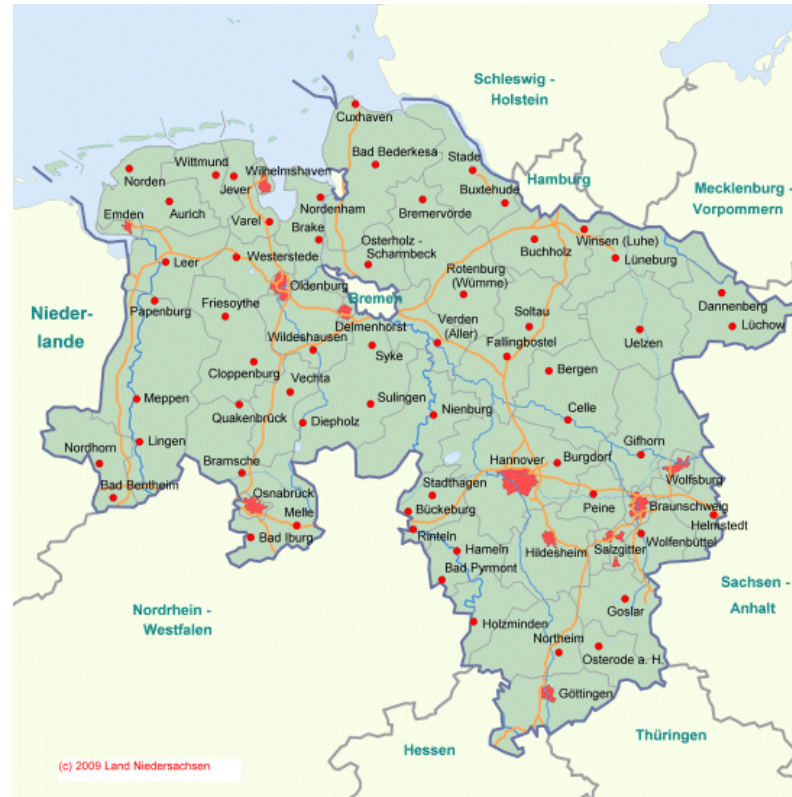 Schleswig -
Holstein
Cuxhaven
Bad Bederkesa
Stade
Wittmund
Wilhelmshaven
Hamburg
Norden
Jever
Buxtehude
Mecklenburg -
Vorpommern
Aurich
Nordenham
Bremervörde
Emden
Varel
Brake
Winsen (Luhe)
Osterholz -
Scharmbeck
Buchholz
Lüneburg
Leer
Westerstede
Rotenburg
(Wümme)
Oldenburg
Bremen
Dannenberg
Papenburg
Friesoythe
Nieder-
lande
Delmenhorst
Verden
(Aller)
Soltau
Lüchow
Wildeshausen
Uelzen
Syke
Fallingbostel
Cloppenburg
Bergen
Vechta
Meppen
Sulingen
Quakenbrück
Diepholz
Nienburg
Celle
Nordhorn
Lingen
Gifhorn
Bramsche
Hannover
Burgdorf
Bad Bentheim
Stadthagen
Wolfsburg
Osnabrück
Melle
Bückeburg
Peine
Braunschweig
Helmstedt
Bad Iburg
Rinteln
Wolfenbüttel
Hameln
Hildesheim
Salzgitter
Bad Pyrmont
Sachsen -
Anhalt
Nordrhein -
Westfalen
Goslar
Holzminden
Northeim
Osterode a. H.
Göttingen
Thüringen
Hessen
(c) 2009 Land Niedersachsen